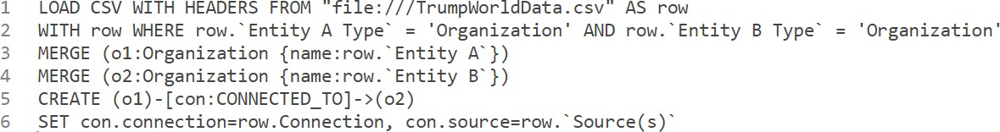 1 LOAD CSV WITH HEADERS FROM "file:///TrumpWorldData.csv" AS row
2 WITH row WHERE row.`Entity A Type` = 'Organization' AND row.`Entity B Type` = 'Organization'
3 MERGE (o1:Organization {name:row.`Entity A`})
4 MERGE (o2:Organization {name:row.`Entity B`})
5 CREATE (o1)-[con:CONNECTED_TO]->(o2)
6 SET con.connection=row.Connection, con.source=row.`Source(s)`